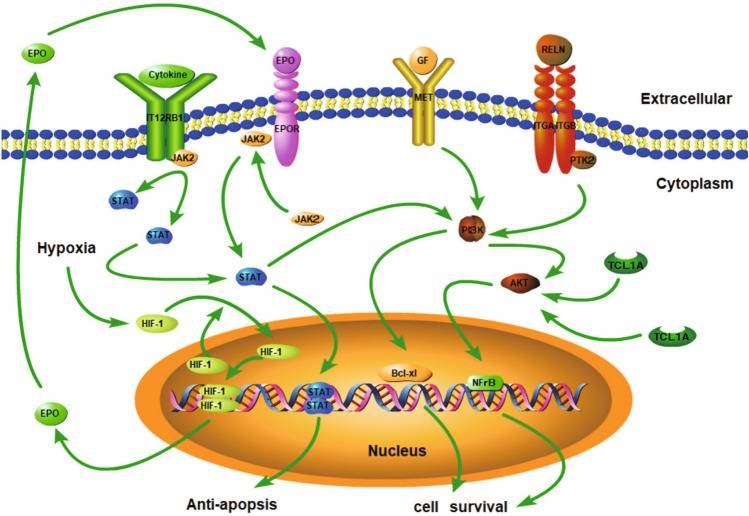 RELN
EPO
EPO
GF
Cytokine
MET
Extracellular
IT12RB1
EPOR
ITGA
ITGB
JAK2
JAK2
PTK2
Cytoplasm
STAT
STAT
JAK2
PI3K
Hypoxia
TCL1A
STAT
AKT
HIF-1
TCL1A
HIF-1
HIF-1
Bcl-xl
NFrB
HIF-1
STAT
HIF-1
STAT
EPO
Nucleus
Anti-apopsis
cell survival